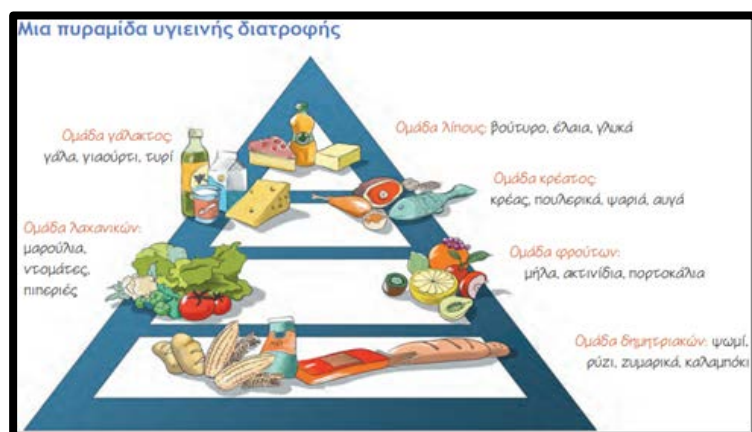 Μια πυραμίδα υγιεινής διατροφής
Ομάδα γάλακτος:
γάλα, γιαούρτι, τυρί
Ομάδα λίπους: βούτυρο, έλαια, γλυκά
Ομάδα κρέατος:
κρέας, πουλερικά, ψαριά, αυγά
Ομάδα λαχανικών:
μαρούλια,
ντομάτες,
πιπεριές
Ομάδα φρούτων:
μήλα, ακτινίδια, πορτοκάλια
Ομάδα δημητριακών: ψωμί,
ρύζι, ζυμαρικά, καλαμπόκι